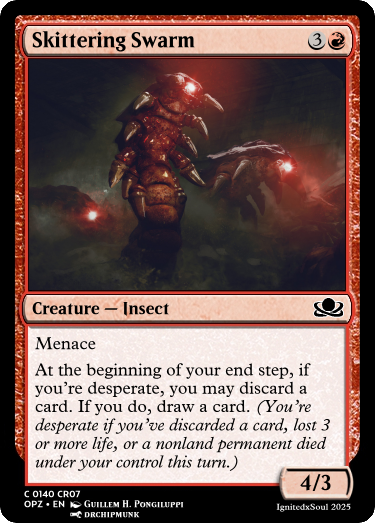 Skittering Swarm 3
Creature — Insect
Menace
At the beginning of your end step, if
you're desperate, you may discard a
card. If you do, draw a card. (You're
desperate if you've discarded a card, lost 3
or more life, or a nonland permanent died
under your control this turn.)
4/3
C 0140 CR07
OPZ • EN Guillem H. Pongiluppi
DRCHIPMUNK
IgnitedxSoul 2025